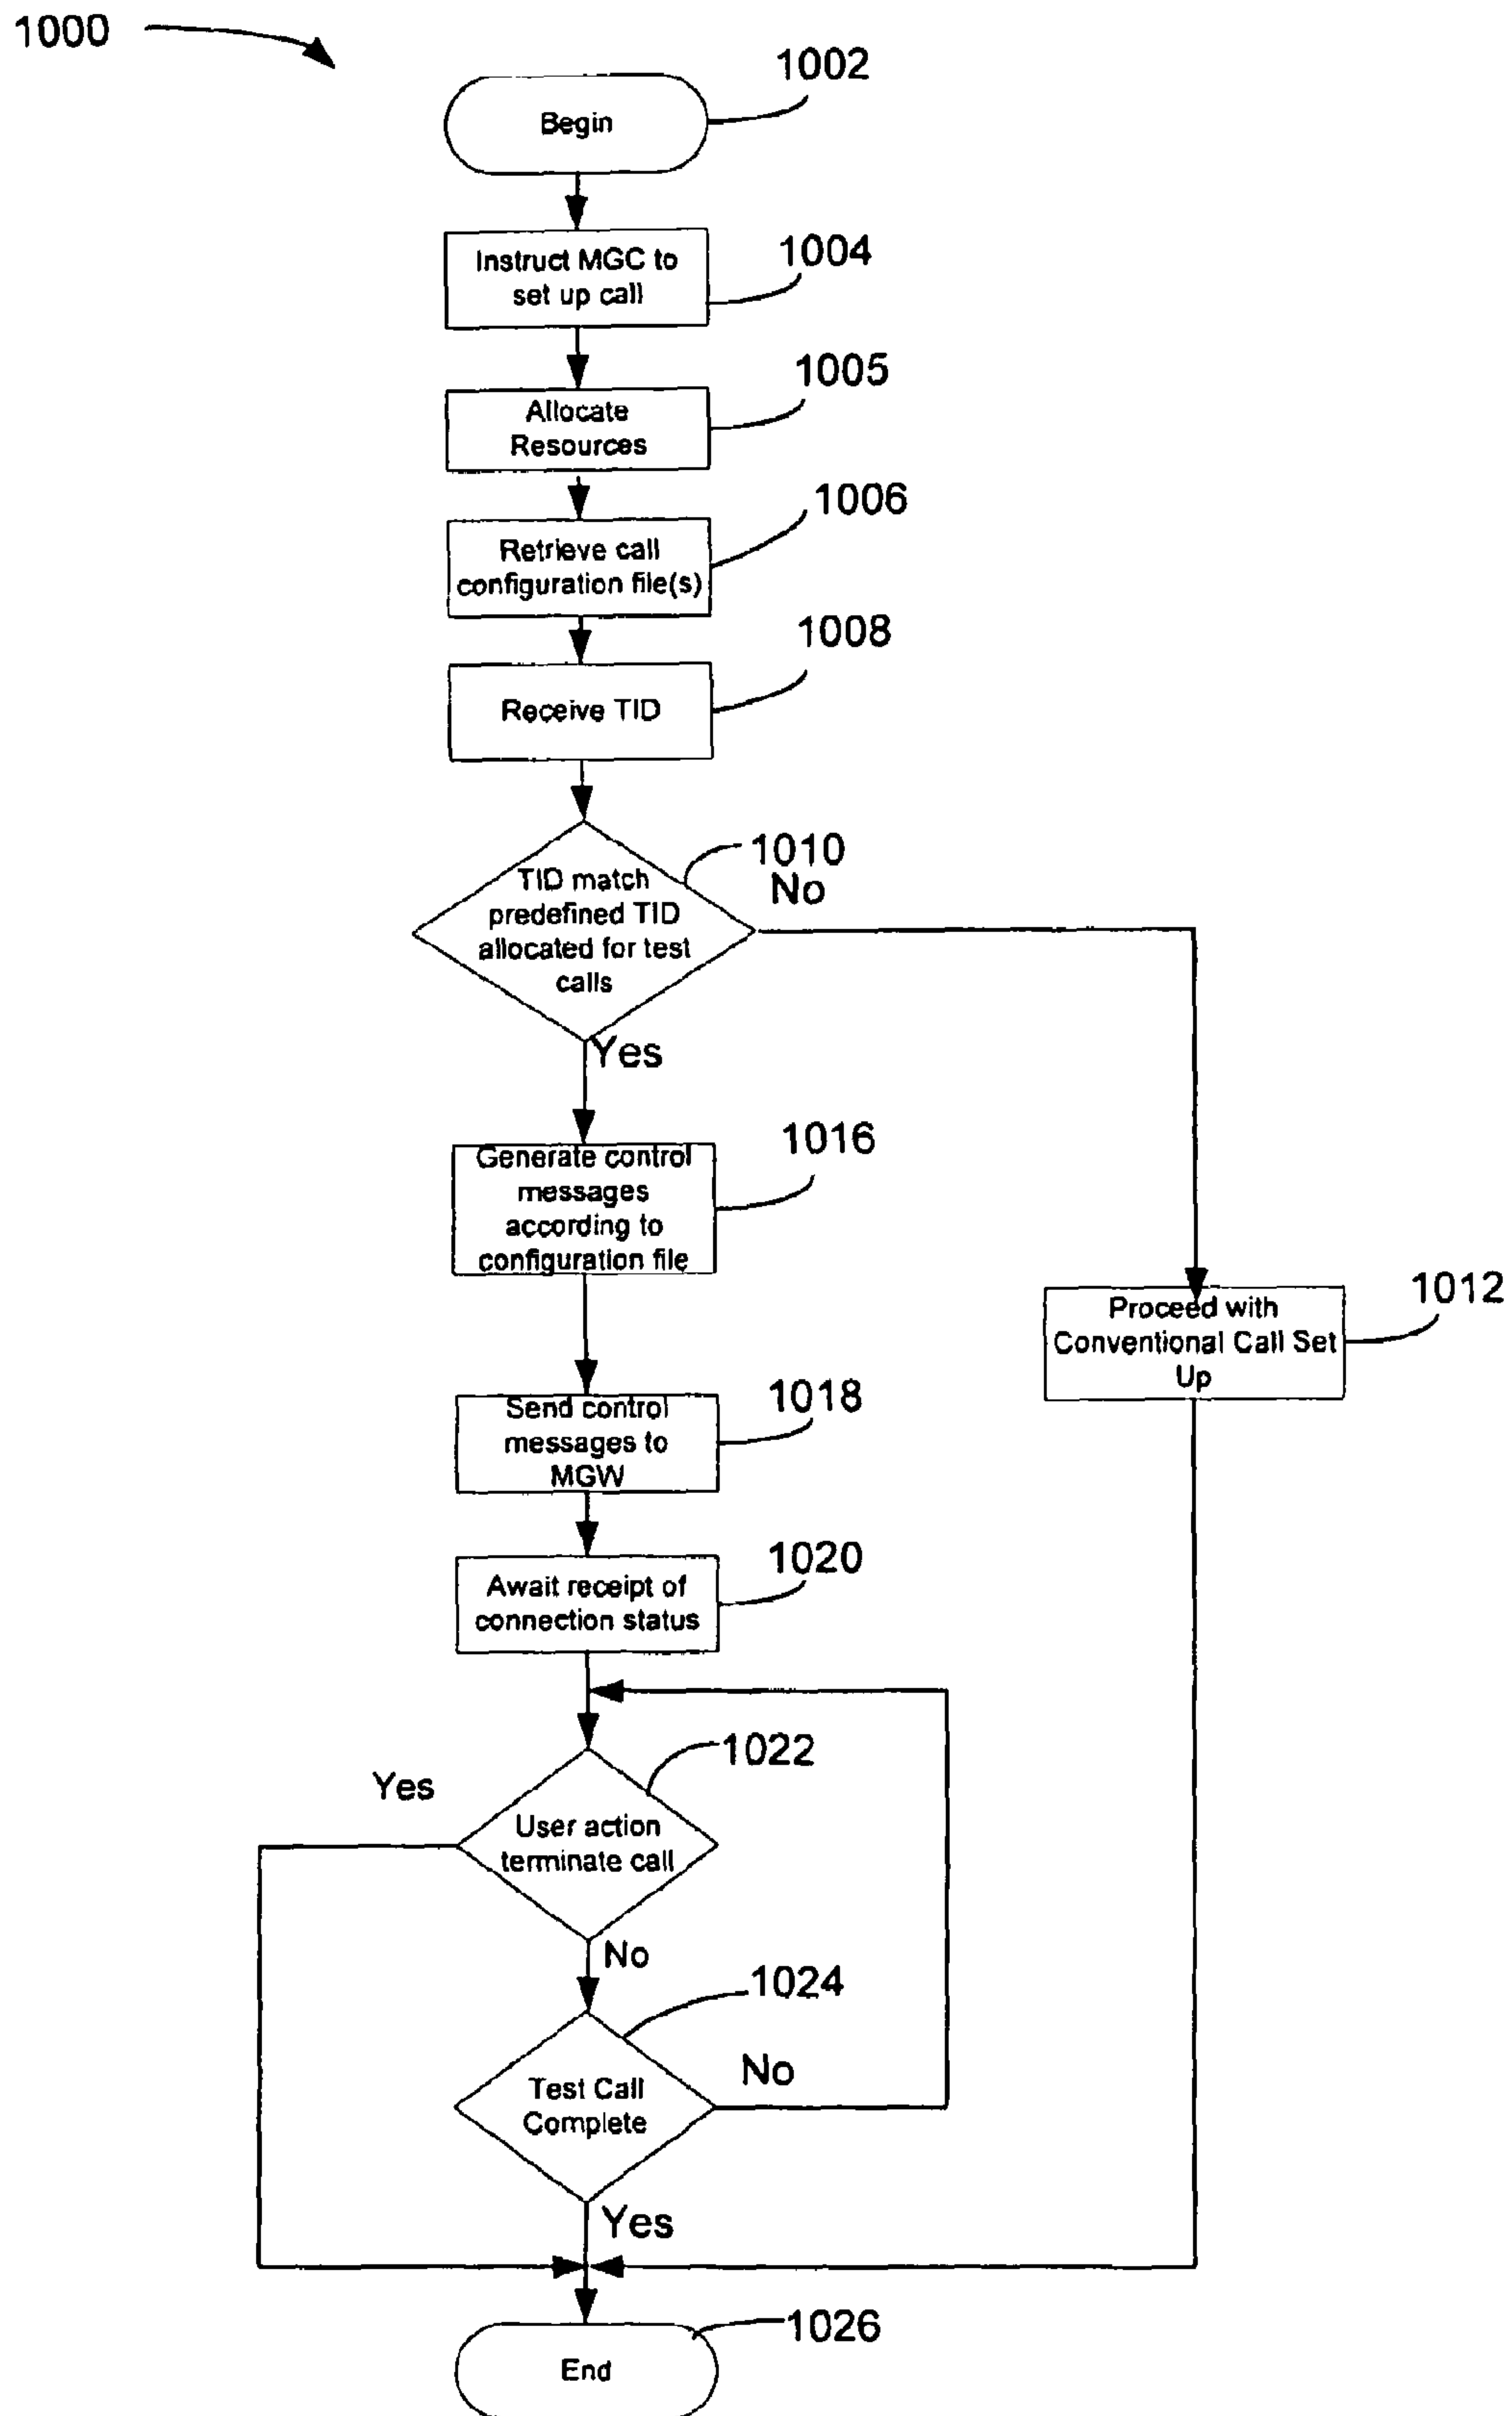 1000
1002
Begin
1004
Instruct MGC to
set up call
1005
Allocate
Resources
1006
Retrieve call
configuration file(s)
1008
Receive TID
1010
No
TID match
predefined TID
allocated for test
calls
Yes
1016
Generate control
messages
according to
configuration file
1012
Proceed with
Conventional Call Set
Up
1018
Send control
messages to
MGW
1020
Await receipt of
connection status
1022
Yes
User action
terminate call
No
1024
No
Test Call
Complete
Yes
1026
End